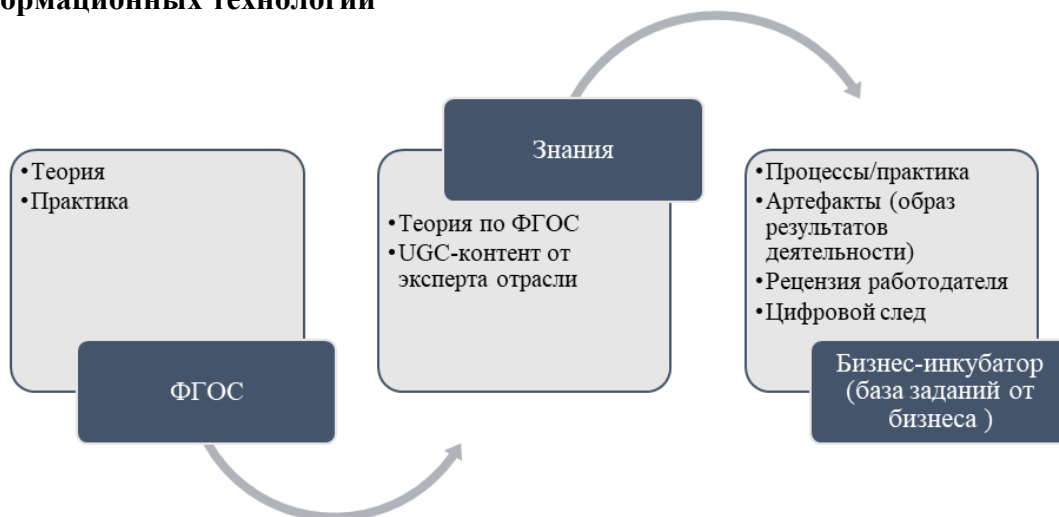 ормационных технологий
•Теория
•Практика
ФГОС
Знания
•Теория по ФГОС
•UGC-контент от
эксперта отрасли
•Процессы/практика
•Артефакты (образ
результатов
деятельности)
•Рецензия работодателя
•Цифровой след
Бизнес-инкубатор
(база заданий от
бизнеса )